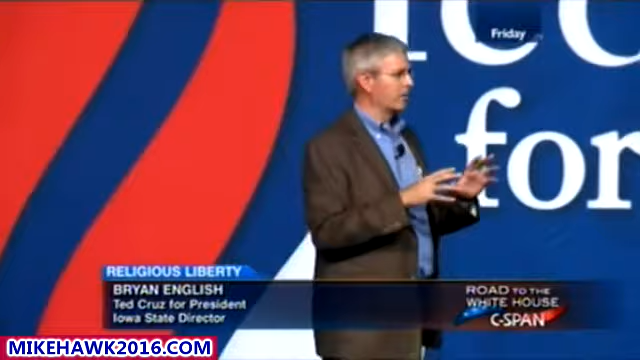 Friday
for
RELIGIOUS LIBERTY
BRYAN ENGLISH
Ted Cruz for President
Iowa State Director
ROAD TO THE
WHITE HOUSE
C-SPAN
MIKEHAWK2016.COM